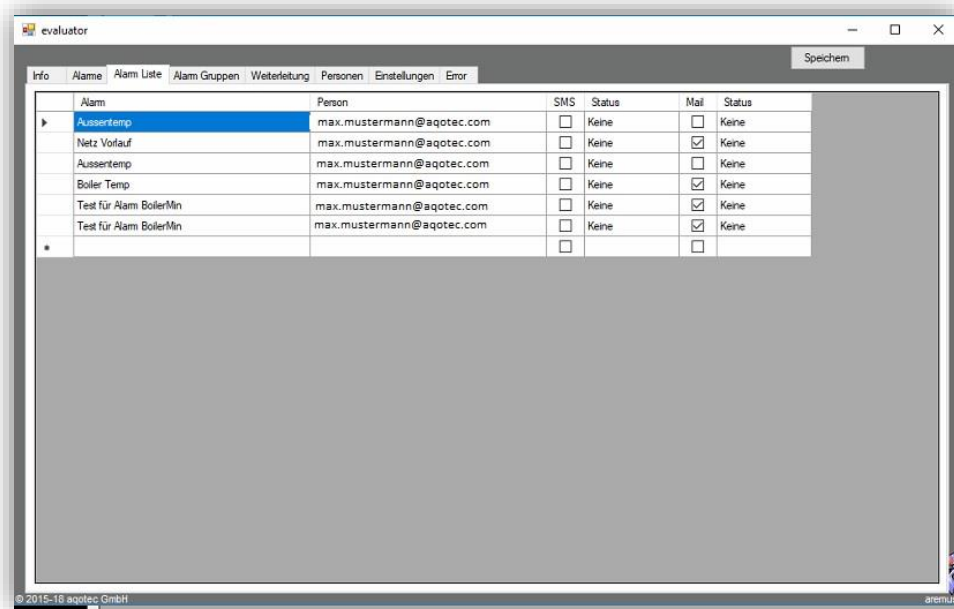 evaluator
Speichern
Info Alarme Alarm Liste Alarm Gruppen Weiterleitung Personen Einstellungen Error
Alarm Person SMS Status Mail Status
Aussentemp max.mustermann@aqotec.com Keine Keine
Netz Vorlauf max.mustermann@aqotec.com Keine Keine
Aussentemp max.mustermann@aqotec.com Keine Keine
Boiler Temp max.mustermann@aqotec.com Keine Keine
Test für Alarm BoilerMin max.mustermann@aqotec.com Keine Keine
Test für Alarm BoilerMin max.mustermann@aqotec.com Keine Keine
© 2015-18 aqotec GmbH